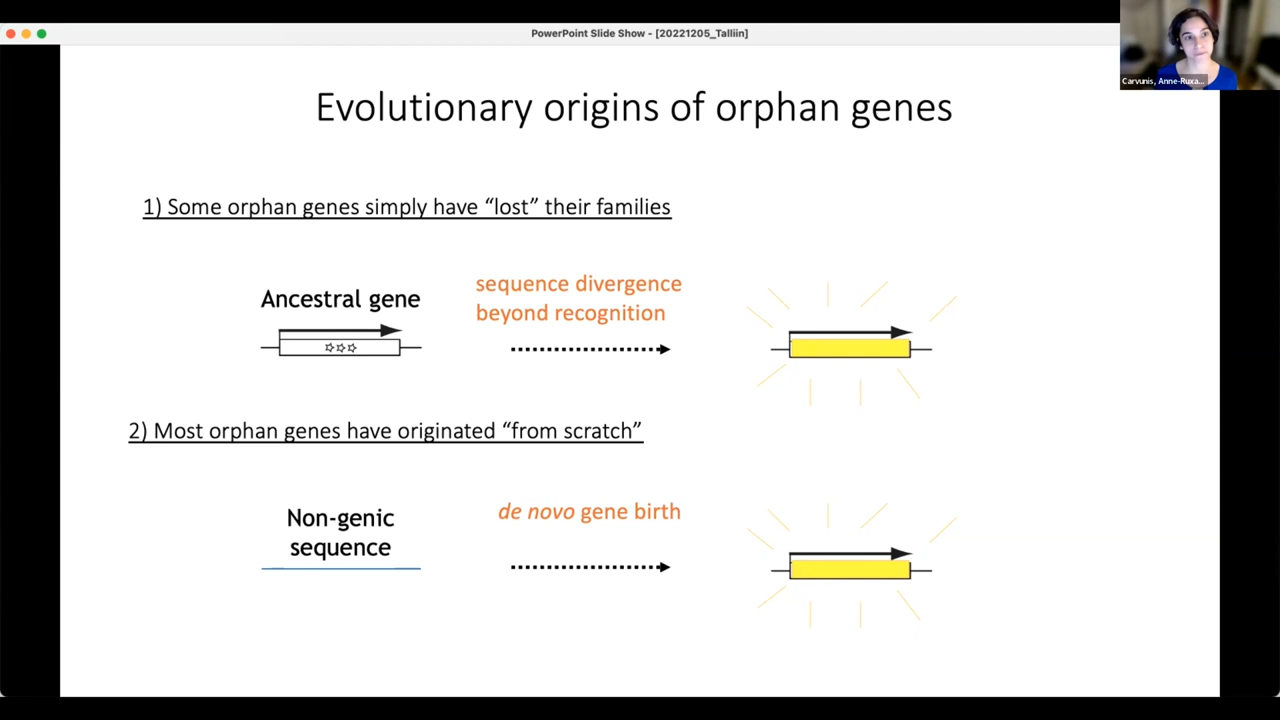 PowerPoint Slide Show - [20221205_Talliin]
Carvunis, Anne-Ruxa...
Evolutionary origins of orphan genes
1) Some orphan genes simply have “lost” their families
Ancestral gene
sequence divergence
beyond recognition
2) Most orphan genes have originated “from scratch”
Non-genic
sequence
de novo gene birth